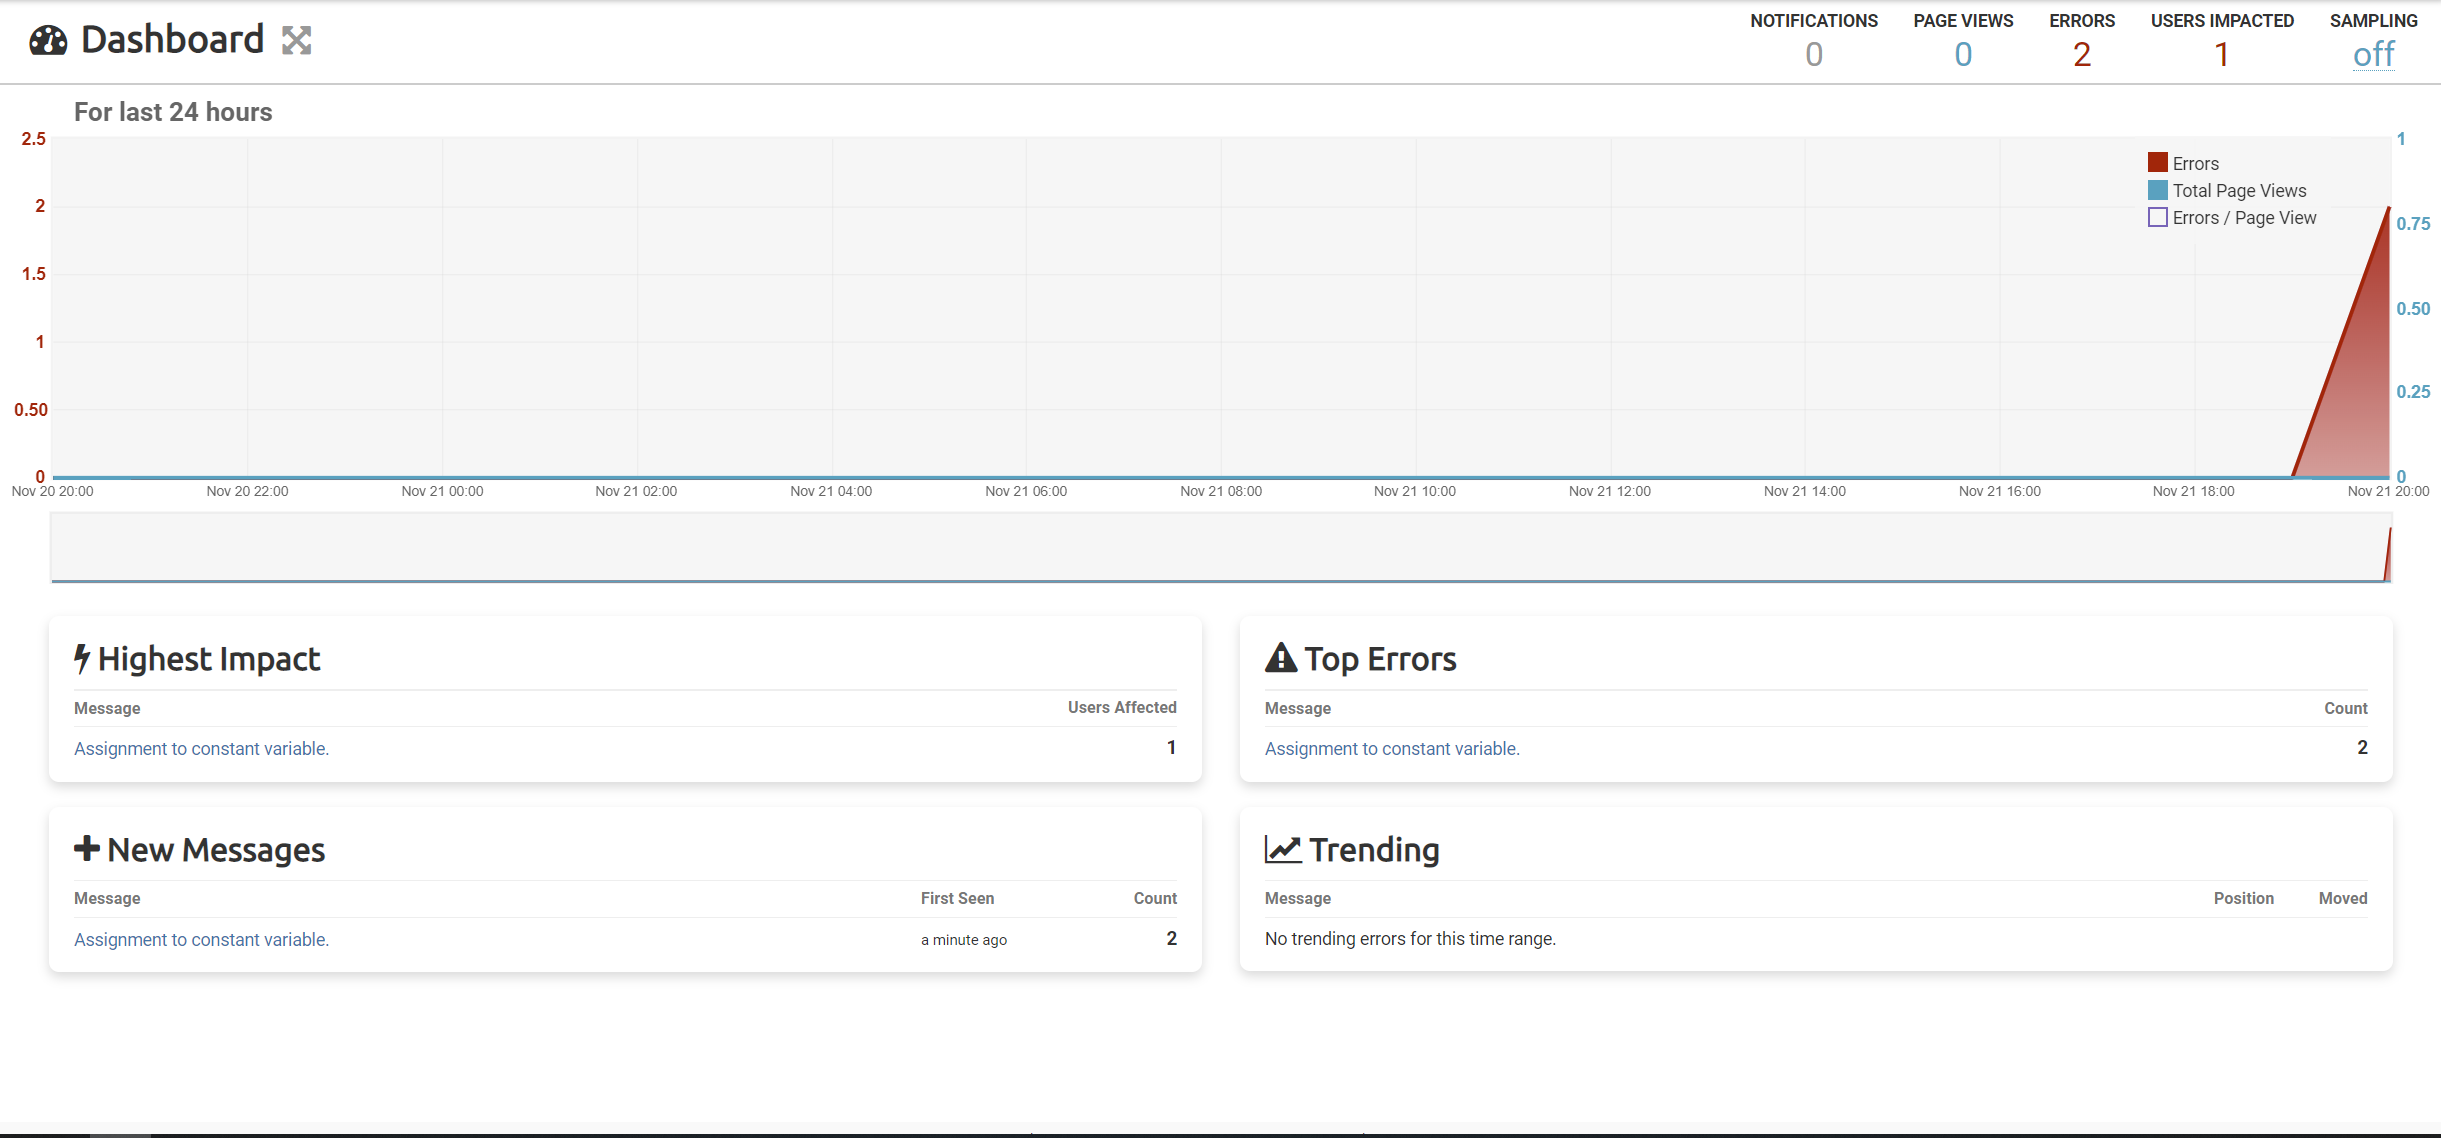 Dashboard
NOTIFICATIONS PAGE VIEWS ERRORS USERS IMPACTED SAMPLING
0 0 2 1 off
For last 24 hours
2.5
2
1.5
1
0.50
0
1
0.75
0.50
0.25
0
Errors
Total Page Views
Errors / Page View
Nov 20 20:00 Nov 20 22:00 Nov 21 00:00 Nov 21 02:00 Nov 21 04:00 Nov 21 06:00 Nov 21 08:00 Nov 21 10:00 Nov 21 12:00 Nov 21 14:00 Nov 21 16:00 Nov 21 18:00 Nov 21 20:00
Highest Impact
Message Users Affected
Assignment to constant variable. 1
Top Errors
Message Count
Assignment to constant variable. 2
New Messages
Message First Seen Count
Assignment to constant variable. a minute ago 2
Trending
Message Position Moved
No trending errors for this time range.